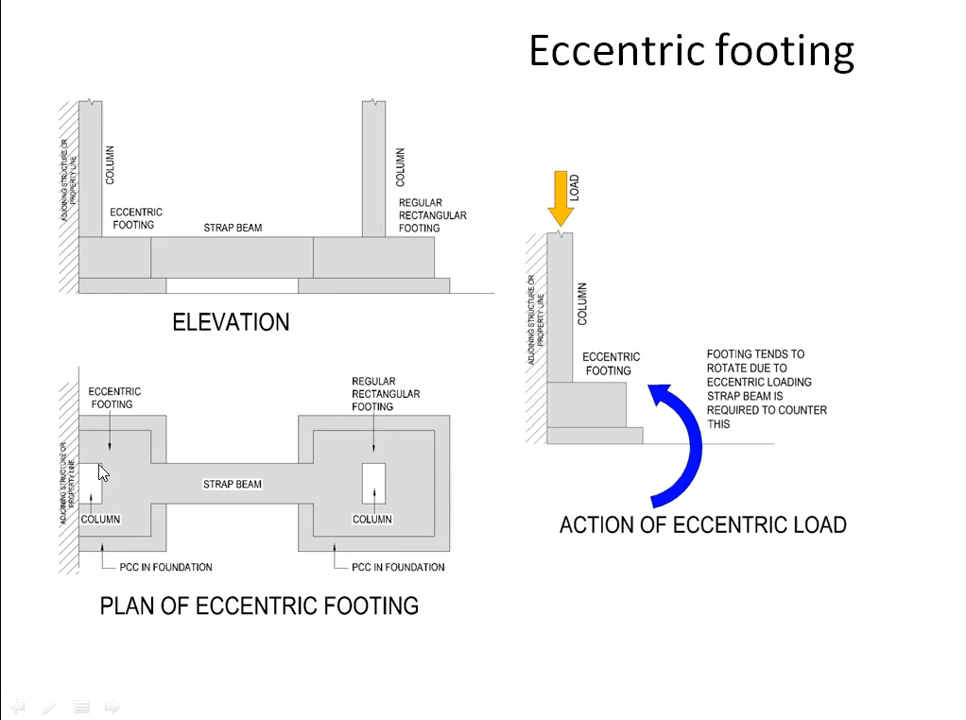 Eccentric footing
ADJOINING STRUCTURE OR
PROPERTY LINE
COLUMN
ECCENTRIC
FOOTING
STRAP BEAM
COLUMN
REGULAR
RECTANGULAR
FOOTING
ELEVATION
ADJOINING STRUCTURE OR
PROPERTY LINE
ECCENTRIC
FOOTING
REGULAR
RECTANGULAR
FOOTING
STRAP BEAM
COLUMN
COLUMN
PCC IN FOUNDATION
PCC IN FOUNDATION
PLAN OF ECCENTRIC FOOTING
LOAD
ADJOINING STRUCTURE OR
PROPERTY LINE
COLUMN
ECCENTRIC
FOOTING
FOOTING TENDS TO
ROTATE DUE TO
ECCENTRIC LOADING
STRAP BEAM IS
REQUIRED TO COUNTER
THIS
ACTION OF ECCENTRIC LOAD